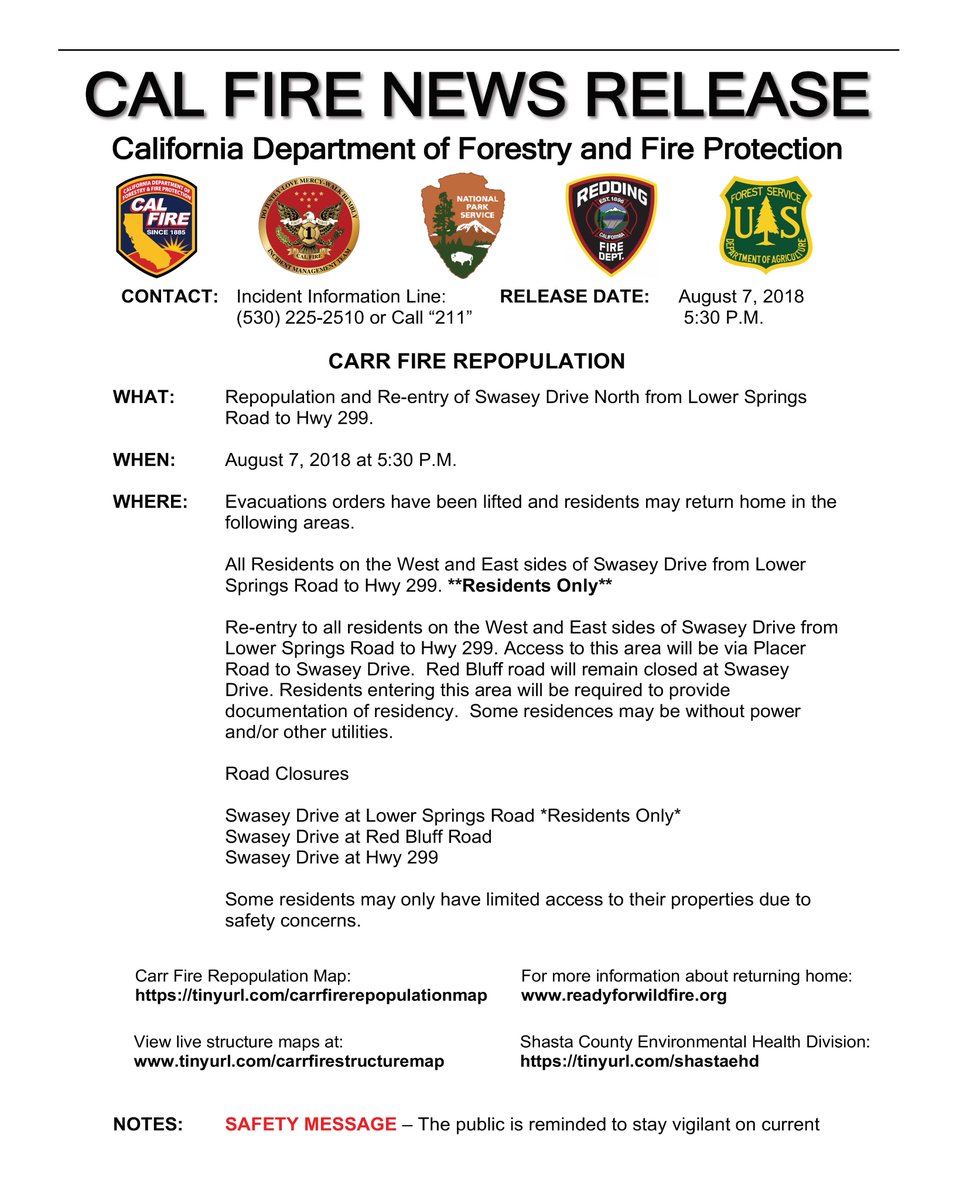 CAL FIRE NEWS RELEASE
California Department of Forestry and Fire Protection
CALIFORNIA DEPARTMENT OF
FORESTRY & FIRE PROTECTION
CAL
FIRE
SINCE 1885
DO JUSTLY-LOVE MERCY-WALK HUMBLY
1
CAL FIRE
INCIDENT MANAGEMENT TEAM
NATIONAL
PARK
SERVICE
REDDING
EST. 1886
CALIFORNIA
FIRE
DEPT.
FOREST SERVICE
U S
DEPARTMENT OF AGRICULTURE
CONTACT: Incident Information Line: RELEASE DATE: August 7, 2018
(530) 225-2510 or Call “211” 5:30 P.M.
CARR FIRE REPOPULATION
WHAT: Repopulation and Re-entry of Swasey Drive North from Lower Springs
Road to Hwy 299.
WHEN: August 7, 2018 at 5:30 P.M.
WHERE: Evacuations orders have been lifted and residents may return home in the
following areas.
All Residents on the West and East sides of Swasey Drive from Lower
Springs Road to Hwy 299. **Residents Only**
Re-entry to all residents on the West and East sides of Swasey Drive from
Lower Springs Road to Hwy 299. Access to this area will be via Placer
Road to Swasey Drive. Red Bluff road will remain closed at Swasey
Drive. Residents entering this area will be required to provide
documentation of residency. Some residences may be without power
and/or other utilities.
Road Closures
Swasey Drive at Lower Springs Road *Residents Only*
Swasey Drive at Red Bluff Road
Swasey Drive at Hwy 299
Some residents may only have limited access to their properties due to
safety concerns.
Carr Fire Repopulation Map:
https://tinyurl.com/carrfirerepopulationmap
For more information about returning home:
www.readyforwildfire.org
View live structure maps at:
www.tinyurl.com/carrfirestructuremap
Shasta County Environmental Health Division:
https://tinyurl.com/shastaehd
NOTES: SAFETY MESSAGE – The public is reminded to stay vigilant on current